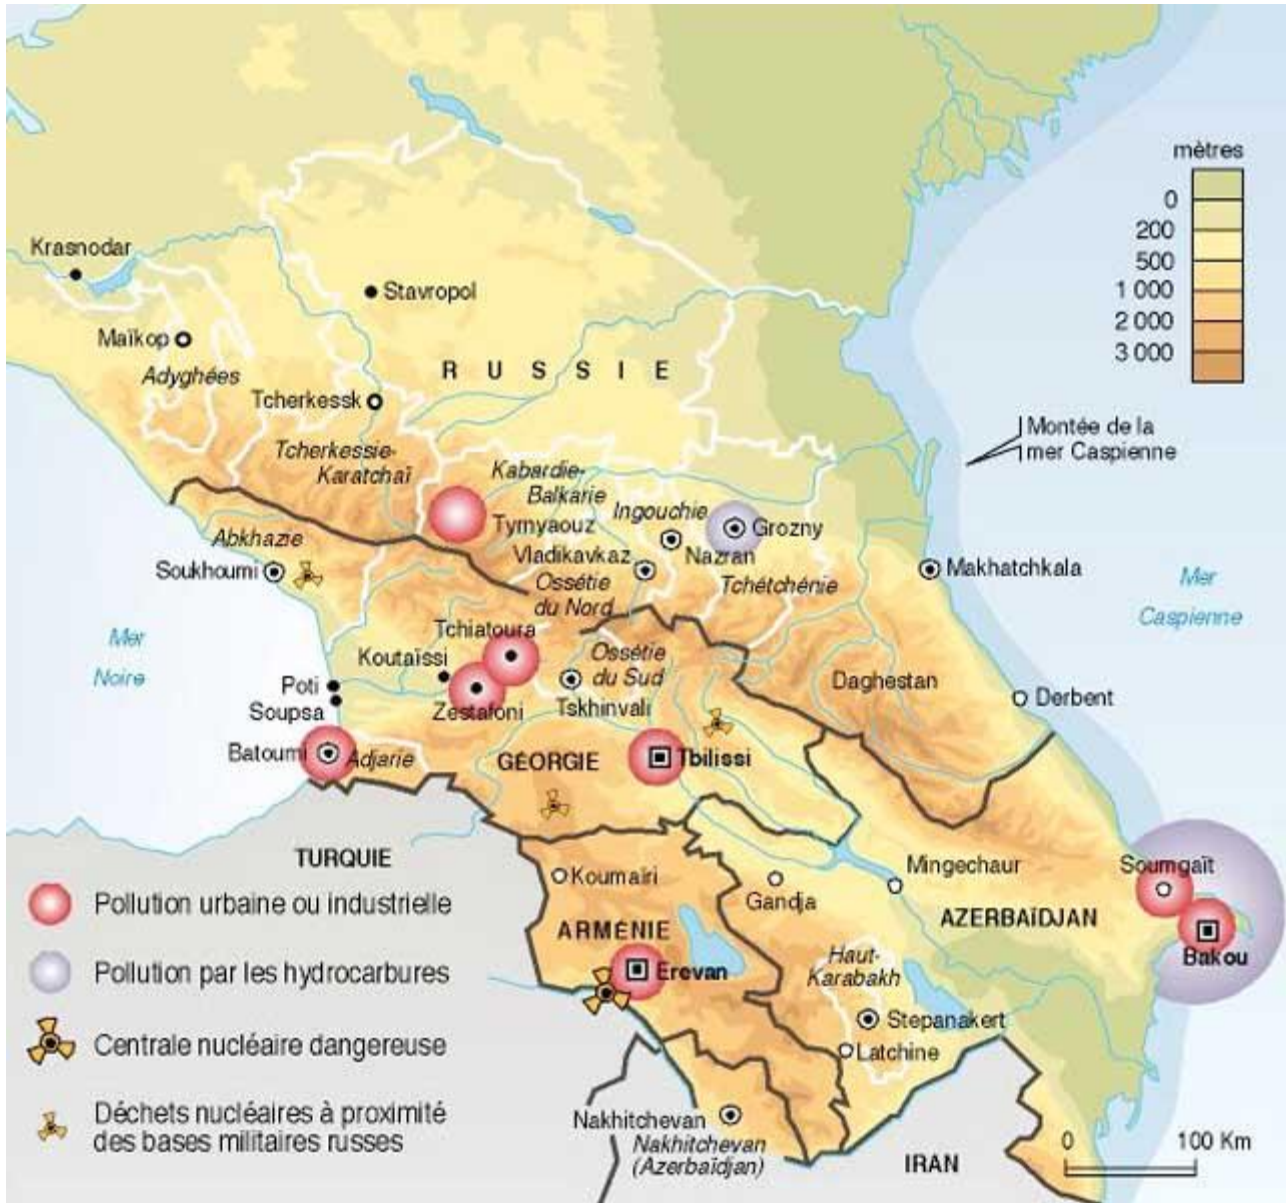 mètres
0
200
500
1 000
2 000
3 000
Krasnodar
Stavropol
Maïkop
Adyghées
RUSSIE
Tcherkessk
Montée de la
mer Caspienne
Tcherkessie-
Karatchaï
Kabardie-
Balkarie
Tymyaouz
Ingouchie
Grozny
Abkhazie
Nazran
Vladikavkaz
Soukhoumi
Ossétie
du Nord
Tchétchénie
Makhatchkala
Mer
Caspienne
Mer
Noire
Tchiatoura
Koutaïssi
Ossétie
du Sud
Poti
Soupsa
Zestafoni
Tskhinvali
Daghestan
Derbent
Batoumi
Adjarie
GÉORGIE
Tbilissi
TURQUIE
Koumaïri
Gandja
Mingechaur
Soumgaït
ARMÉNIE
AZERBAÏDJAN
Bakou
Erevan
Haut-
Karabakh
Stepanakert
Latchine
Nakhitchevan
Nakhitchevan
(Azerbaïdjan)
IRAN
0 100 Km
Pollution urbaine ou industrielle
Pollution par les hydrocarbures
Centrale nucléaire dangereuse
Déchets nucléaires à proximité
des bases militaires russes